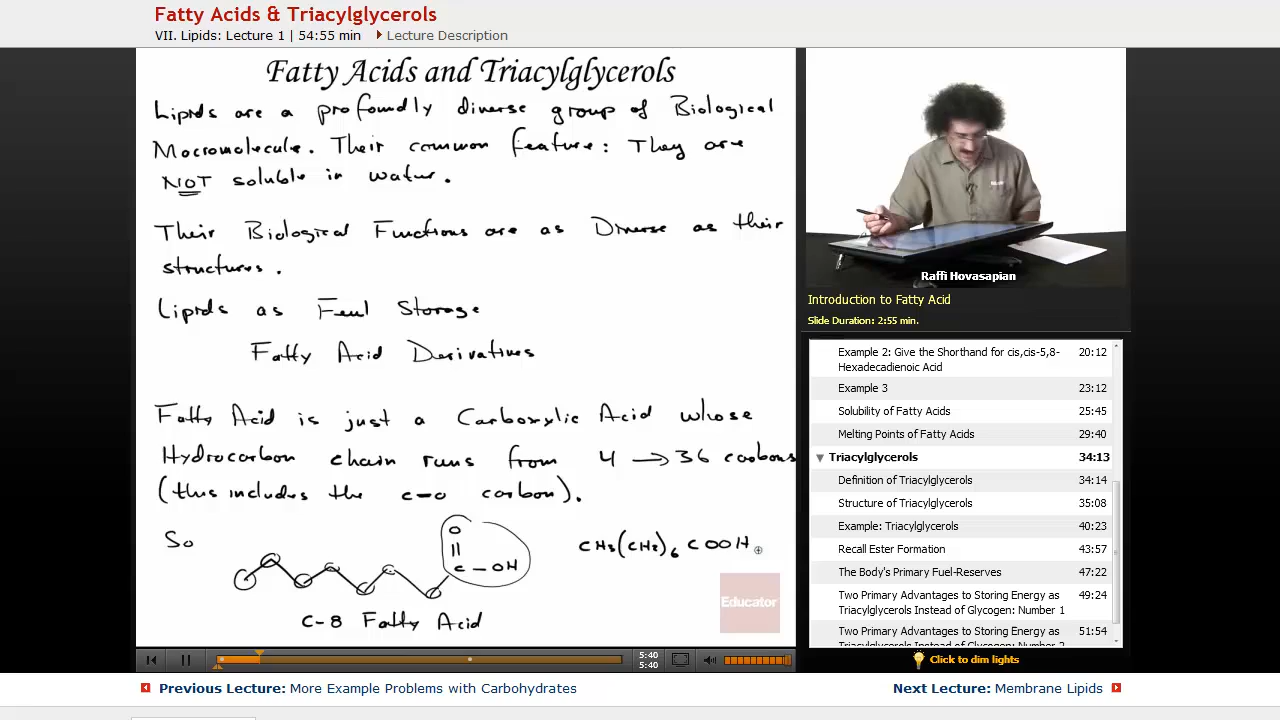 Fatty Acids & Triacylglycerols
VII. Lipids: Lecture 1 | 54:55 min
Lecture Description
Fatty Acids and Triacylglycerols
Lipids are a profoundly diverse group of Biological
Macromolecule. Their common feature: They are
NOT soluble in water.
Their Biological Functions are as Diverse as their
structures.
Lipids as Fuel Storage
Fatty Acid Derivatives
Fatty Acid is just a Carboxylic Acid whose
Hydrocarbon chain runs from 4 → 36 carbons
(this includes the C=O carbon).
So
O
||
C – OH
CH3(CH2)6 COOH
C-8 Fatty Acid
Educator
Raffi Hovasapian
Introduction to Fatty Acid
Slide Duration: 2:55 min.
Example 2: Give the Shorthand for cis,cis-5,8- 20:12
Hexadecadienoic Acid
Example 3 23:12
Solubility of Fatty Acids 25:45
Melting Points of Fatty Acids 29:40
Triacylglycerols 34:13
Definition of Triacylglycerols 34:14
Structure of Triacylglycerols 35:08
Example: Triacylglycerols 40:23
Recall Ester Formation 43:57
The Body's Primary Fuel-Reserves 47:22
Two Primary Advantages to Storing Energy as 49:24
Triacylglycerols Instead of Glycogen: Number 1
Two Primary Advantages to Storing Energy as 51:54
Triacylglycerols Instead of Glycogen: Number 2
5:40
5:40
Click to dim lights
Previous Lecture: More Example Problems with Carbohydrates
Next Lecture: Membrane Lipids